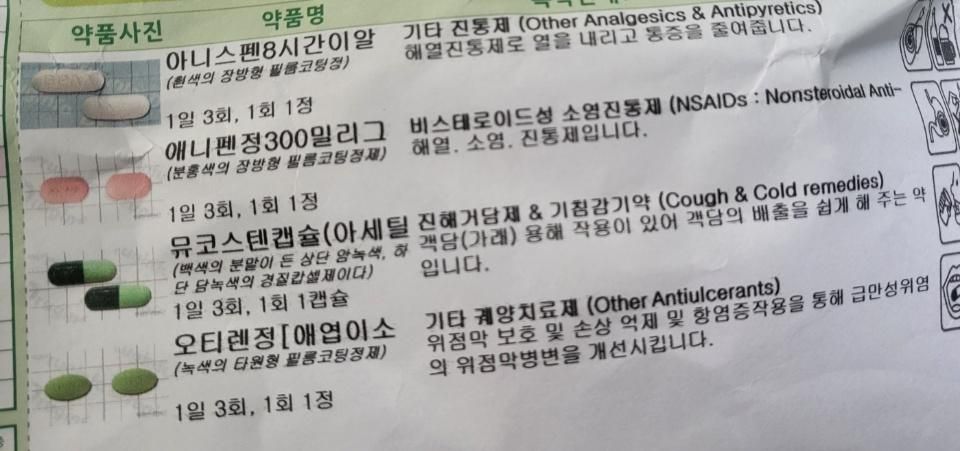 약품사진
약품명
아니스펜8시간이알
(흰색의 장방형 필름코팅정)
1일 3회, 1회 1정
기타 진통제 (Other Analgesics & Antipyretics)
해열진통제로 열을 내리고 통증을 줄여줍니다.
애니펜정300밀리그
(분홍색의 장방형 필름코팅정제)
1일 3회, 1회 1정
비스테로이드성 소염진통제 (NSAIDs : Nonsteroidal Anti-
해열. 소염. 진통제입니다.
뮤코스텐캡슐(아세틸
(백색의 분말이 든 상단 암녹색, 하
단 담녹색의 경질캅셀제이다)
1일 3회, 1회 1캡슐
진해거담제 & 기침감기약 (Cough & Cold remedies)
객담(가래) 용해 작용이 있어 객담의 배출을 쉽게 해 주는 약
입니다.
오티렌정[애엽이소
(녹색의 타원형 필름코팅정제)
1일 3회, 1회 1정
기타 궤양치료제 (Other Antiulcerants)
위점막 보호 및 손상 억제 및 항염증작용을 통해 급만성위염
의 위점막병변을 개선시킵니다.